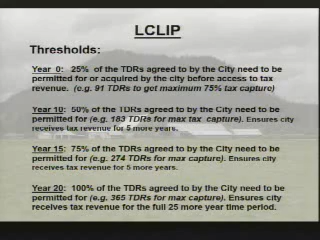 LCLIP
Thresholds:
Year 0: 25% of the TDRs agreed to by the City need to be
permitted for or acquired by the city before access to tax
revenue. (e.g. 91 TDRs to get maximum 75% tax capture)
Year 10: 50% of the TDRs agreed to by the City need to be
permitted for (e.g. 183 TDRs for max tax capture). Ensures city
receives tax revenue for 5 more years.
Year 15: 75% of the TDRs agreed to by the City need to be
permitted for (e.g. 274 TDRs for max capture). Ensures city
receives tax revenue for 5 more years.
Year 20: 100% of the TDRs agreed to by the City need to be
permitted for (e.g. 365 TDRs for max capture). Ensures city
receives tax revenue for the full 25 more year time period.